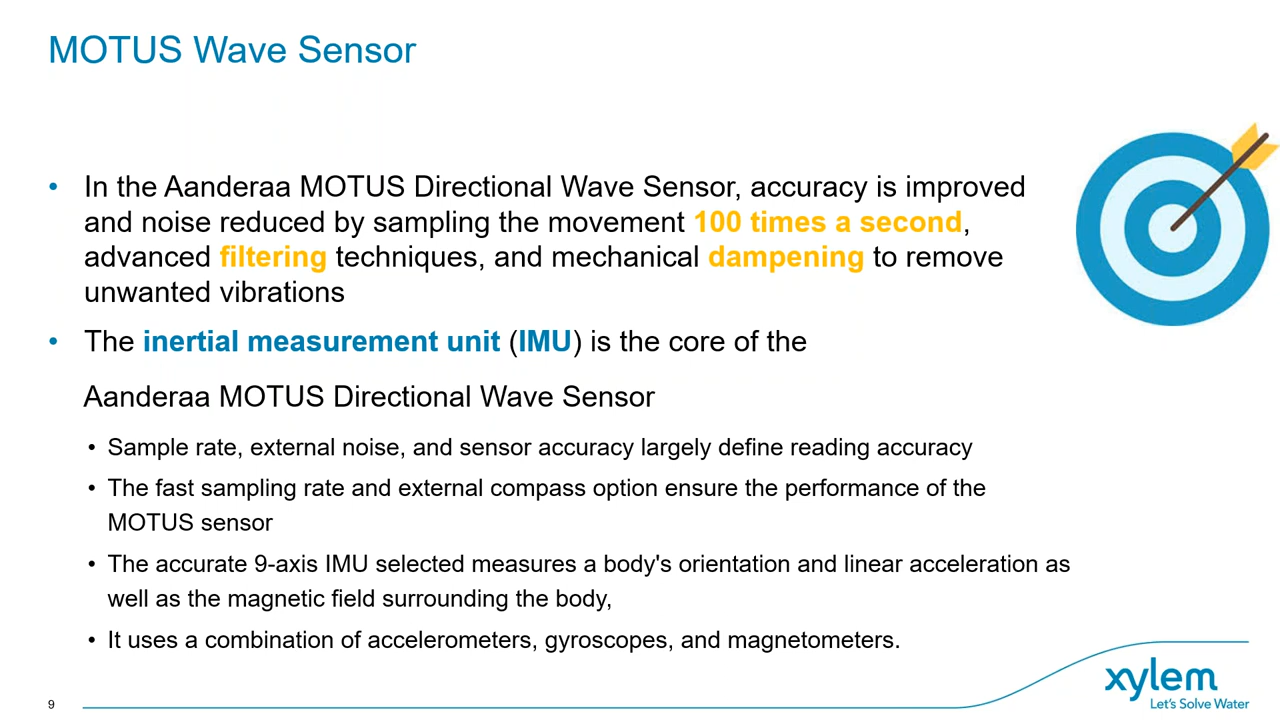 MOTUS Wave Sensor
• In the Aanderaa MOTUS Directional Wave Sensor, accuracy is improved
and noise reduced by sampling the movement 100 times a second,
advanced filtering techniques, and mechanical dampening to remove
unwanted vibrations
• The inertial measurement unit (IMU) is the core of the
Aanderaa MOTUS Directional Wave Sensor
• Sample rate, external noise, and sensor accuracy largely define reading accuracy
• The fast sampling rate and external compass option ensure the performance of the
MOTUS sensor
• The accurate 9-axis IMU selected measures a body's orientation and linear acceleration as
well as the magnetic field surrounding the body,
• It uses a combination of accelerometers, gyroscopes, and magnetometers.
9
xylem
Let's Solve Water